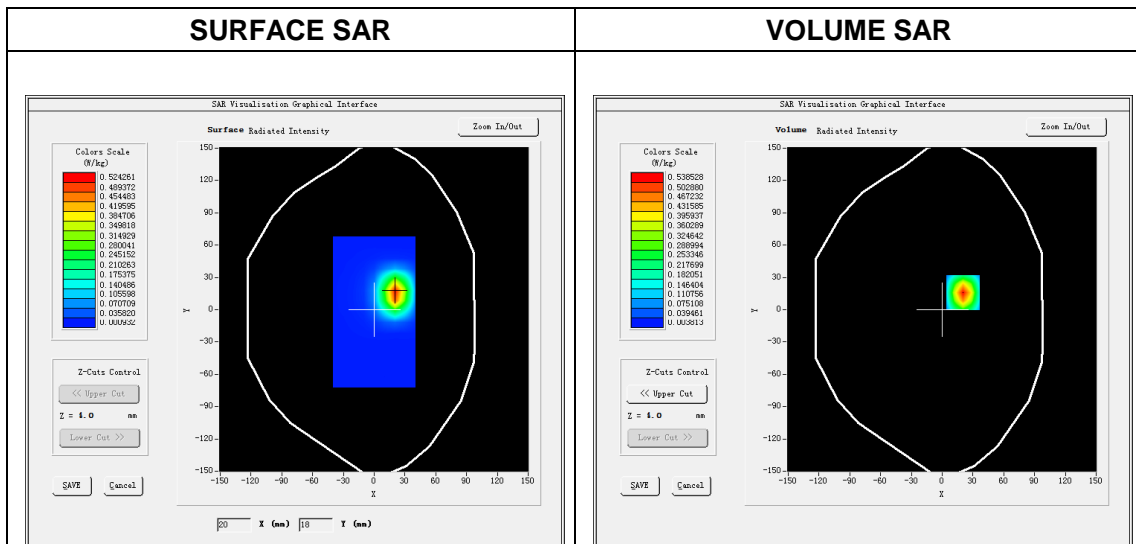 SURFACE SAR
VOLUME SAR
SAR Visualisation Graphical Interface
Surface Radiated Intensity
Zoom In/Out
Colors Scale
(W/kg)
0.524261
0.489372
0.454483
0.419595
0.384706
0.349818
0.314929
0.280041
0.245152
0.210263
0.175375
0.140486
0.105598
0.070709
0.035820
0.000932
150
120
90
60
30
0
-30
-60
-90
-120
-150
Y
-150 -120 -90 -60 -30 0 30 60 90 120 150
X
Z-Cuts Control
<< Upper Cut
Z = 4.0 mm
Lower Cut >>
SAVE Cancel
20 X (mm) 18 Y (mm)
SAR Visualisation Graphical Interface
Volume Radiated Intensity
Zoom In/Out
Colors Scale
(W/kg)
0.538528
0.502880
0.467232
0.431585
0.395937
0.360289
0.324642
0.288994
0.253346
0.217699
0.182051
0.146404
0.110756
0.075108
0.039461
0.003813
150
120
90
60
30
0
-30
-60
-90
-120
-150
Y
-150 -120 -90 -60 -30 0 30 60 90 120 150
X
Z-Cuts Control
<< Upper Cut
Z = 4.0 mm
Lower Cut >>
SAVE Cancel